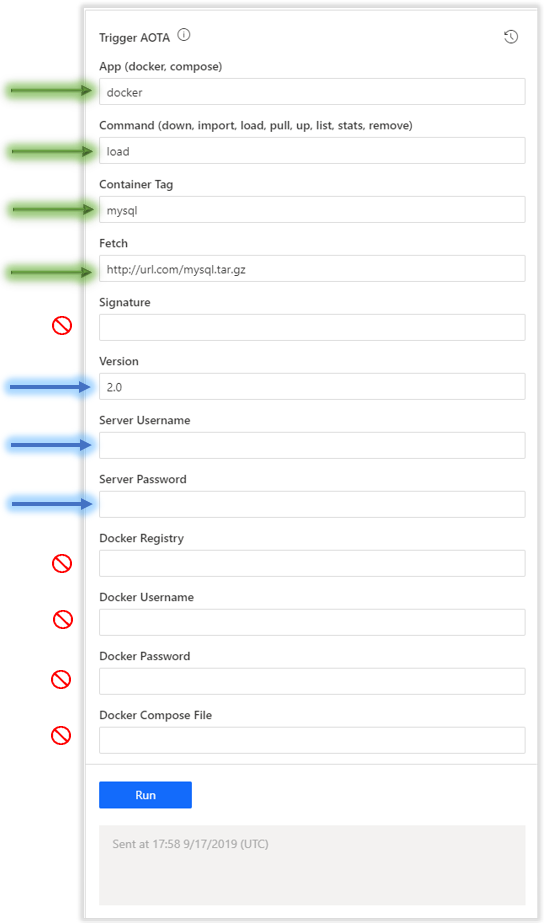 Trigger AOTA
App (docker, compose)
docker
Command (down, import, load, pull, up, list, stats, remove)
load
Container Tag
mysql
Fetch
http://url.com/mysql.tar.gz
Signature
Version
2.0
Server Username
Server Password
Docker Registry
Docker Username
Docker Password
Docker Compose File
Run
Sent at 17:58 9/17/2019 (UTC)